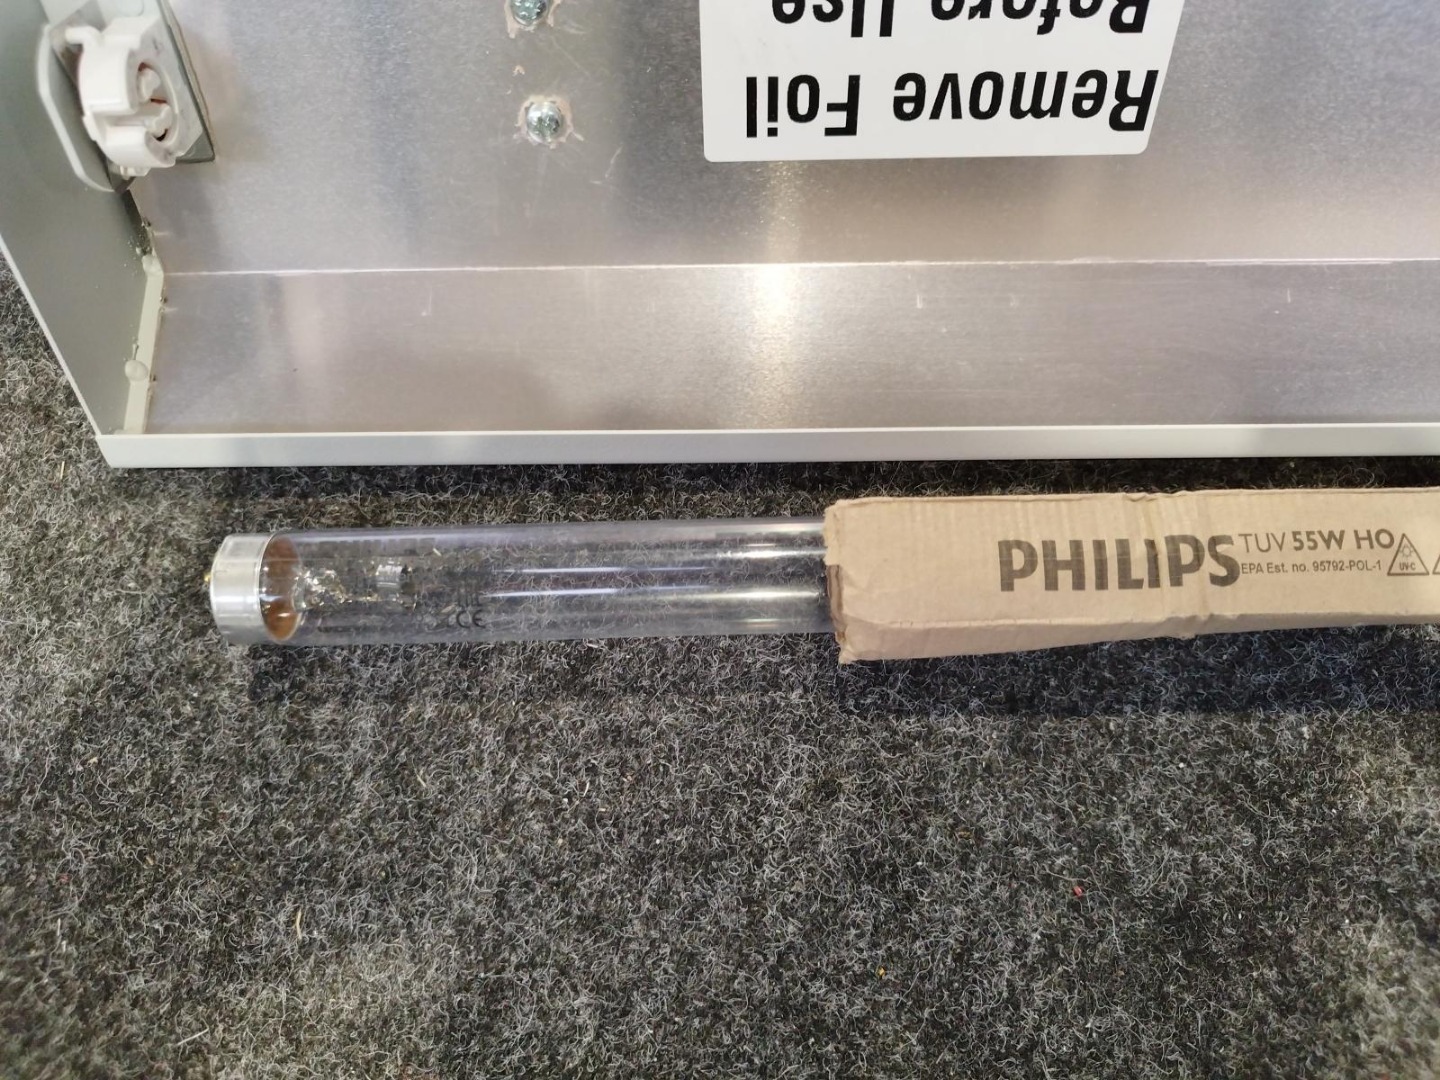 Remove Foil
Before Use
PHILIPS TUV 55W HO
EPA Est. no. 95792-POL-1
UV-C
CE